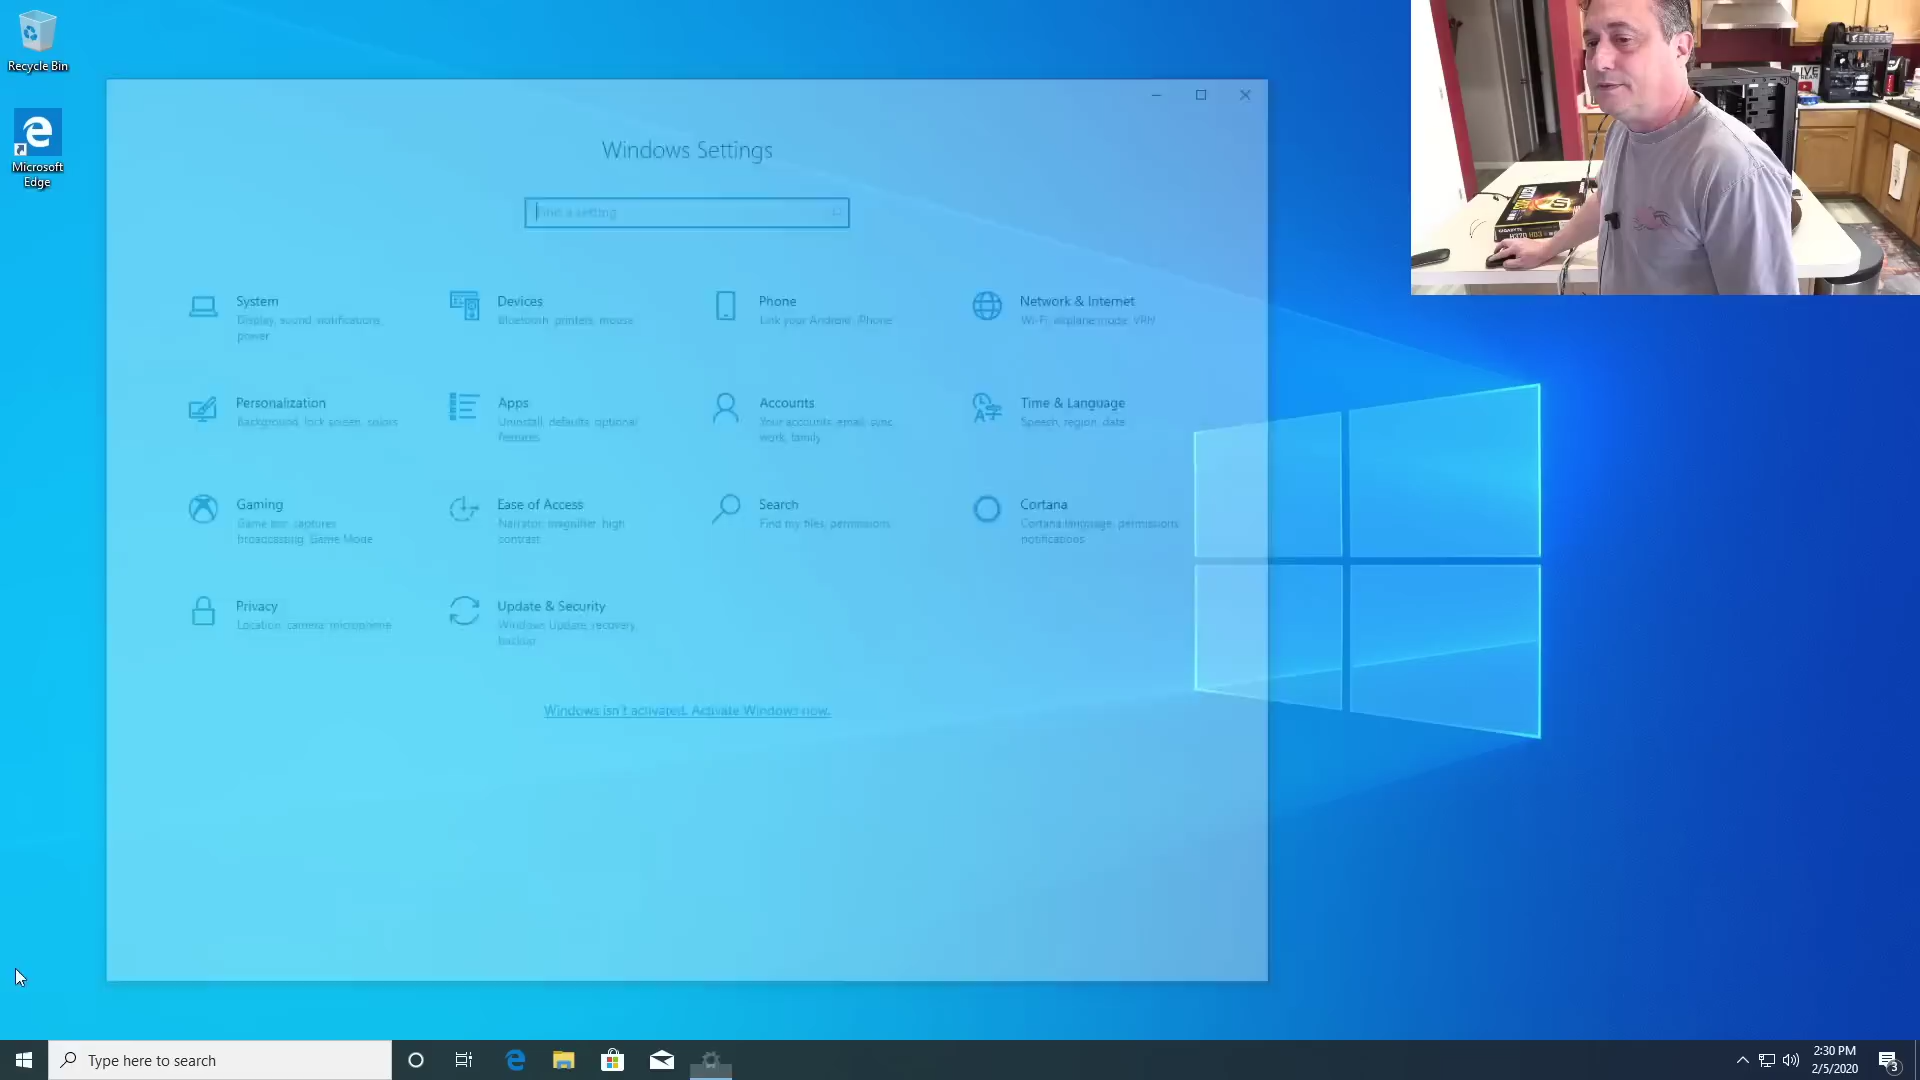 Recycle Bin
Microsoft
Edge
Windows Settings
Find a setting
System
Display, sound, notifications,
power
Devices
Bluetooth, printers, mouse
Phone
Link your Android, iPhone
Network & Internet
Wi-Fi, airplane mode, VPN
Personalization
Background, lock screen, colors
Apps
Uninstall, defaults, optional
features
Accounts
Your accounts, email, sync,
work, family
Time & Language
Speech, region, date
Gaming
Game bar, captures,
broadcasting, Game Mode
Ease of Access
Narrator, magnifier, high
contrast
Search
Find my files, permissions
Cortana
Cortana language, permissions,
notifications
Privacy
Location, camera, microphone
Update & Security
Windows Update, recovery,
backup
Windows isn't activated. Activate Windows now.
LIVE
GIGABYTE
HD3
Type here to search
2:30 PM
2/5/2020
3